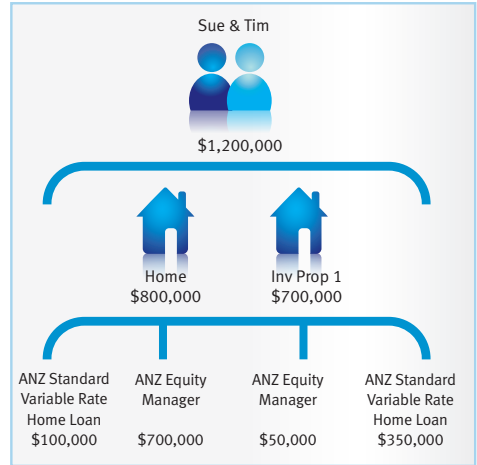 Sue & Tim
$1,200,000
Home
$800,000
Inv Prop 1
$700,000
ANZ Standard
Variable Rate
Home Loan
$100,000
ANZ Equity
Manager
$700,000
ANZ Equity
Manager
$50,000
ANZ Standard
Variable Rate
Home Loan
$350,000